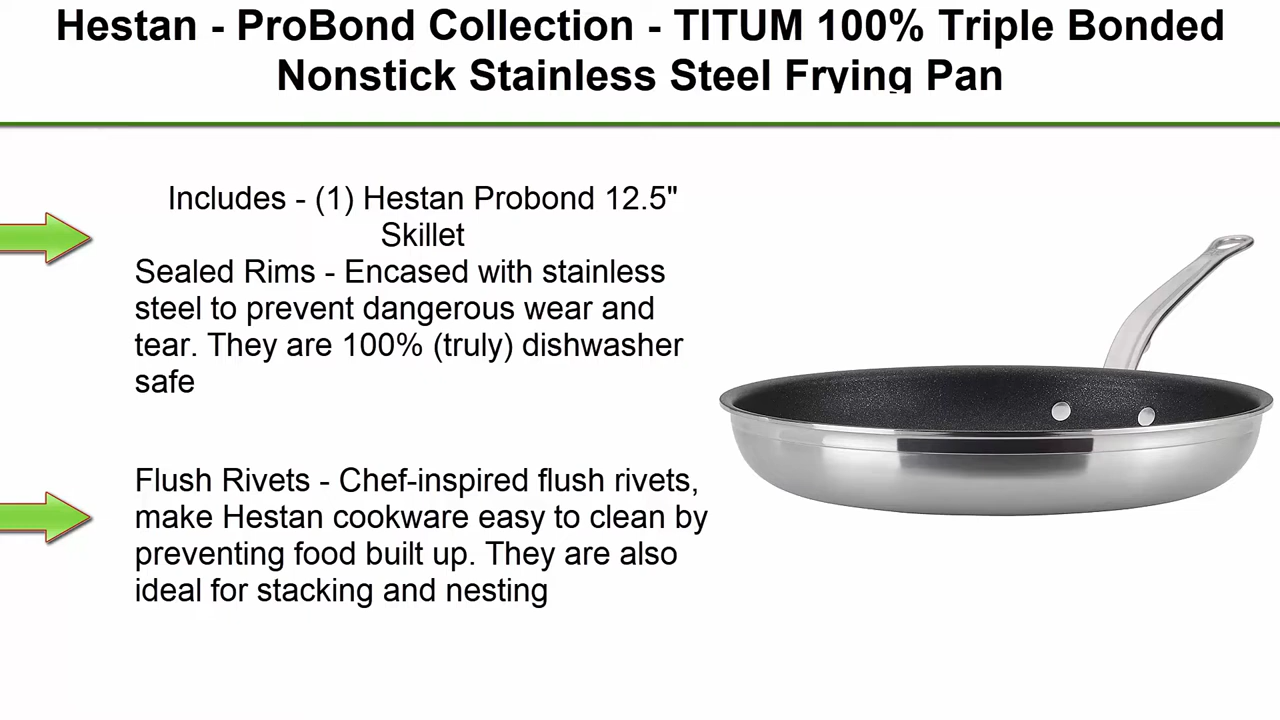 Hestan - ProBond Collection - TITUM 100% Triple Bonded
Nonstick Stainless Steel Frying Pan
Includes - (1) Hestan Probond 12.5"
Skillet
Sealed Rims - Encased with stainless
steel to prevent dangerous wear and
tear. They are 100% (truly) dishwasher
safe
Flush Rivets - Chef-inspired flush rivets,
make Hestan cookware easy to clean by
preventing food built up. They are also
ideal for stacking and nesting